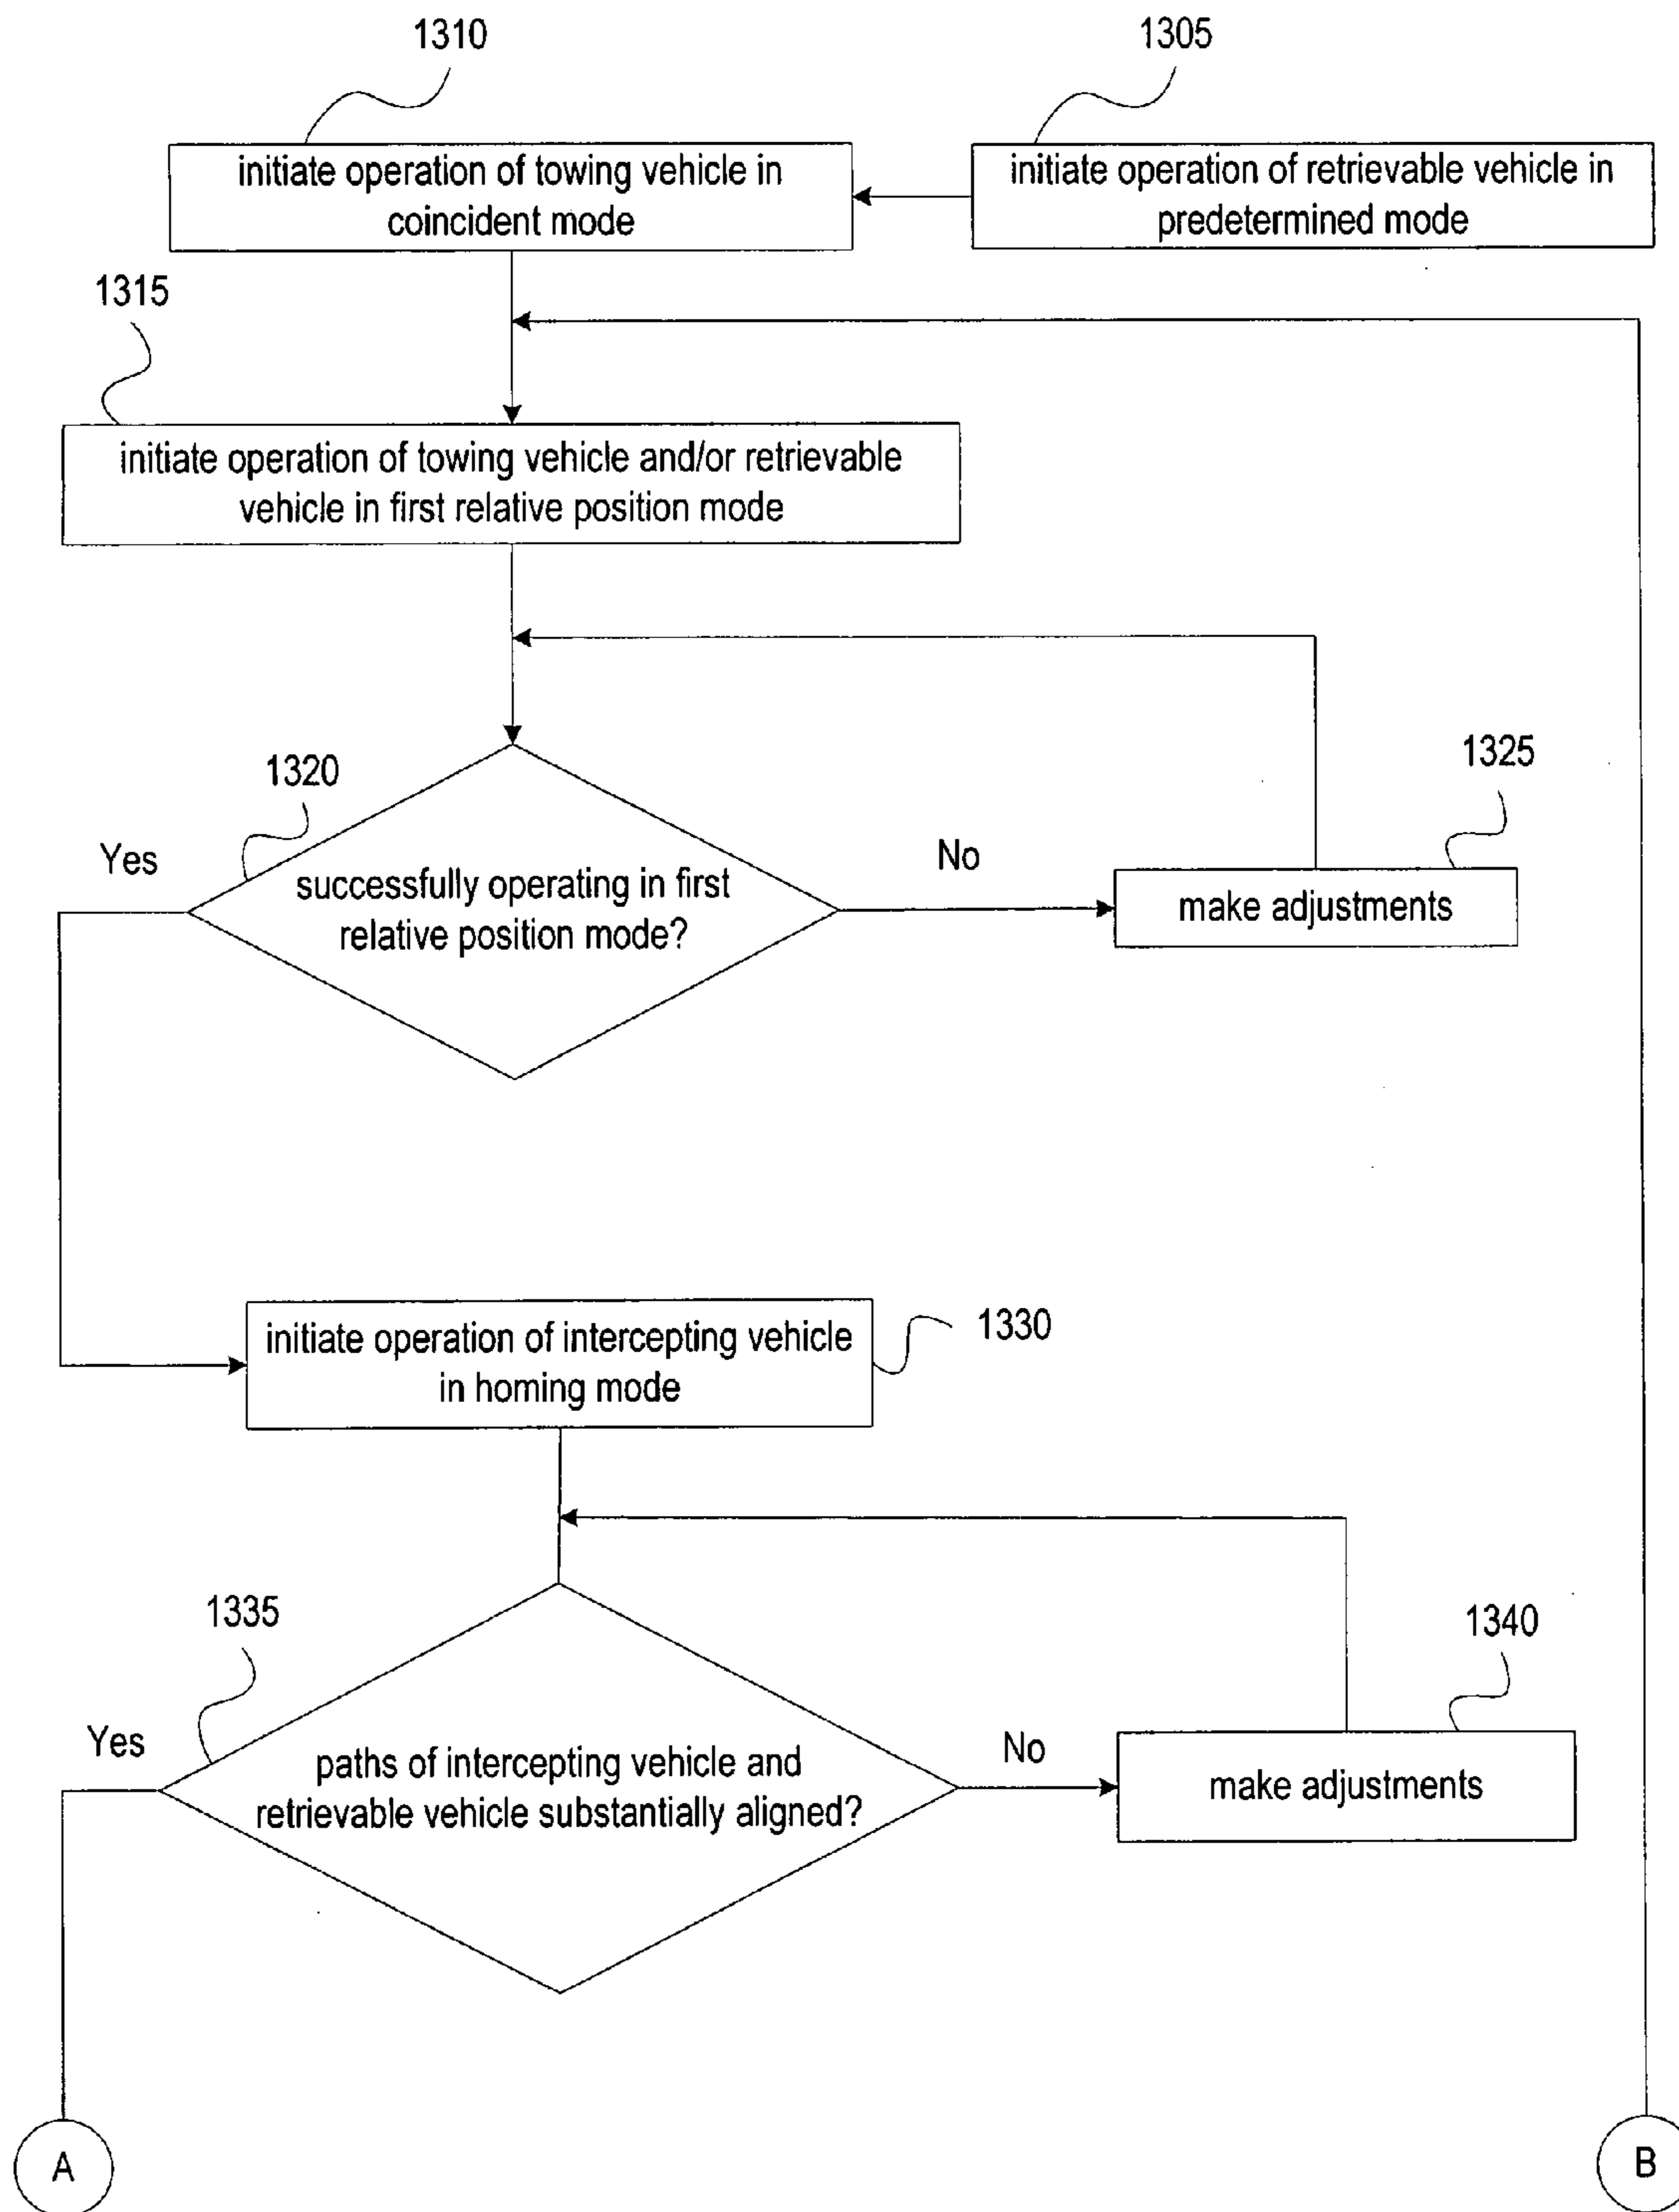 1310
1305
initiate operation of towing vehicle in
coincident mode
initiate operation of retrievable vehicle in
predetermined mode
1315
initiate operation of towing vehicle and/or retrievable
vehicle in first relative position mode
1320
1325
Yes
No
successfully operating in first
relative position mode?
make adjustments
initiate operation of intercepting vehicle
in homing mode
1330
1335
1340
Yes
No
paths of intercepting vehicle and
retrievable vehicle substantially aligned?
make adjustments
A
B